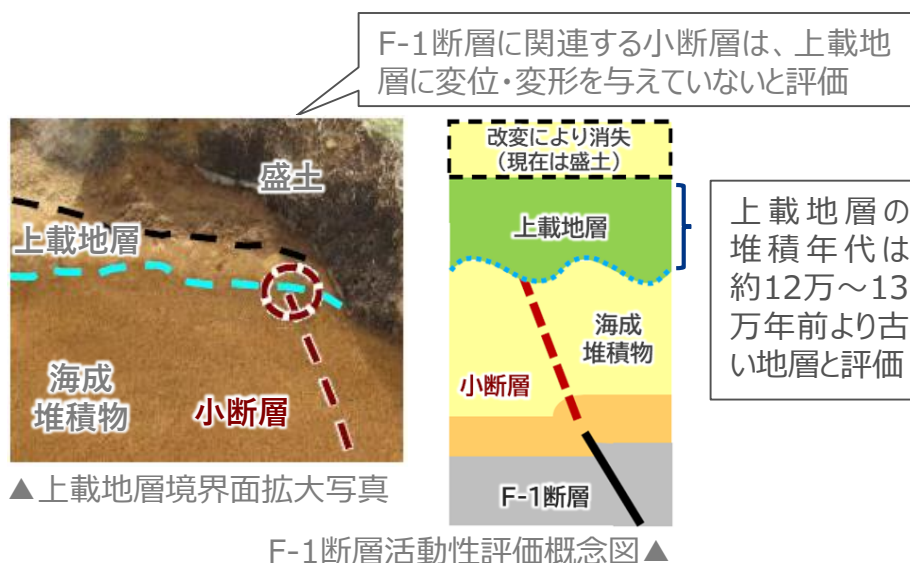 F-1断層に関連する小断層は、上載地
層に変位・変形を与えていないと評価
盛土
上載地層
海成
堆積物
小断層
▲上載地層境界面拡大写真
改変により消失
(現在は盛土)
上載地層
海成
堆積物
小断層
F-1断層
F-1断層活動性評価概念図▲
上載地層の
堆積年代は
約12万～13
万年前より古
い地層と評価